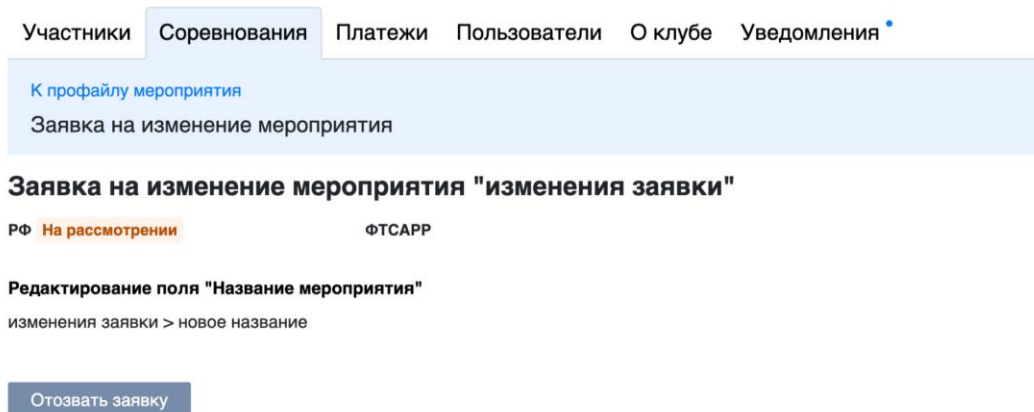 Участники Соревнования Платежи Пользователи О клубе Уведомления
К профайлу мероприятия
Заявка на изменение мероприятия
Заявка на изменение мероприятия "изменения заявки"
РФ На рассмотрении ФТСАРР
Редактирование поля "Название мероприятия"
изменения заявки > новое название
Отозвать заявку